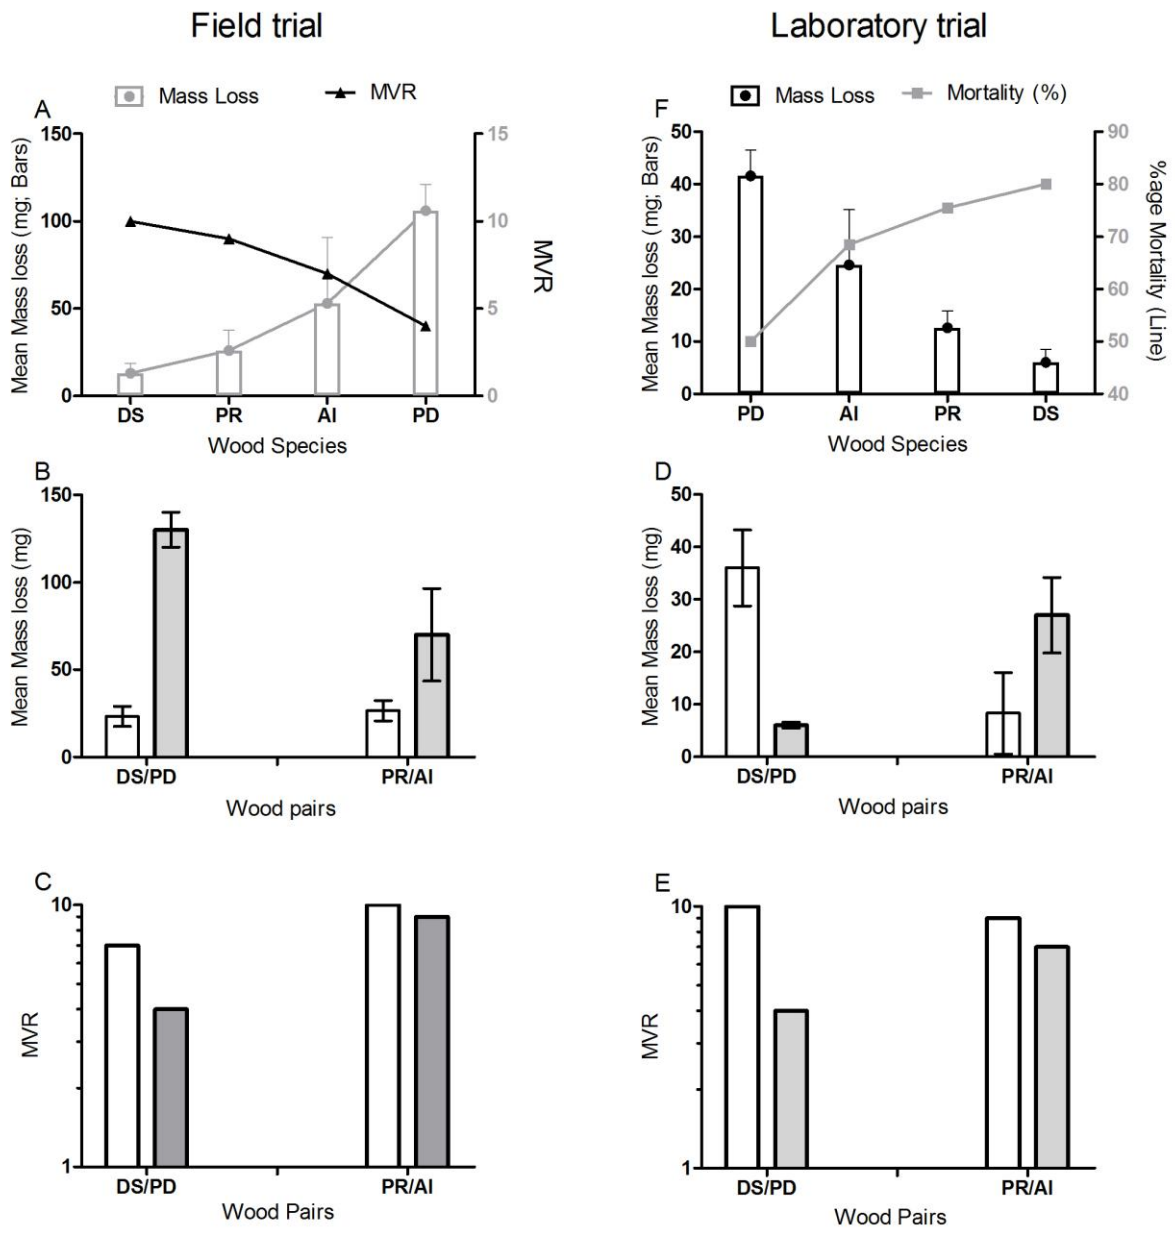 Field trial
Laboratory trial
A
Mass Loss
MVR
Mean Mass loss (mg; Bars)
150
100
50
0
15
10
5
0
MVR
DS PR AI PD
Wood Species
F
Mass Loss
Mortality (%)
Mean Mass loss (mg; Bars)
50
40
30
20
10
0
90
80
70
60
50
40
%age Mortality (Line)
PD AI PR DS
Wood Species
B
Mean Mass loss (mg)
150
100
50
0
DS/PD PR/AI
Wood pairs
D
Mean Mass loss (mg)
50
40
30
20
10
0
DS/PD PR/AI
Wood pairs
C
MVR
10
1
DS/PD PR/AI
Wood Pairs
E
MVR
10
1
DS/PD PR/AI
Wood Pairs